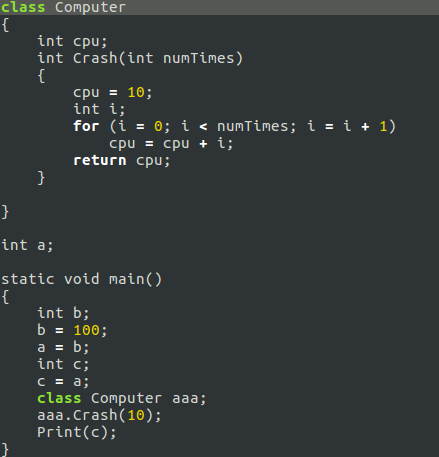 class Computer
{
    int cpu;
    int Crash(int numTimes)
    {
        cpu = 10;
        int i;
        for (i = 0; i < numTimes; i = i + 1)
            cpu = cpu + i;
        return cpu;
    }

}

int a;

static void main()
{
    int b;
    b = 100;
    a = b;
    int c;
    c = a;
    class Computer aaa;
    aaa.Crash(10);
    Print(c);
}